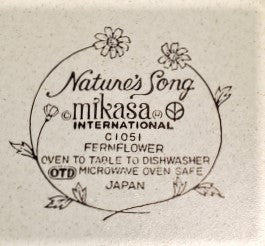 Nature's Song
© mikasa ®
INTERNATIONAL
C1051
FERNFLOWER
OVEN TO TABLE TO DISHWASHER
OTD MICROWAVE OVEN SAFE
JAPAN